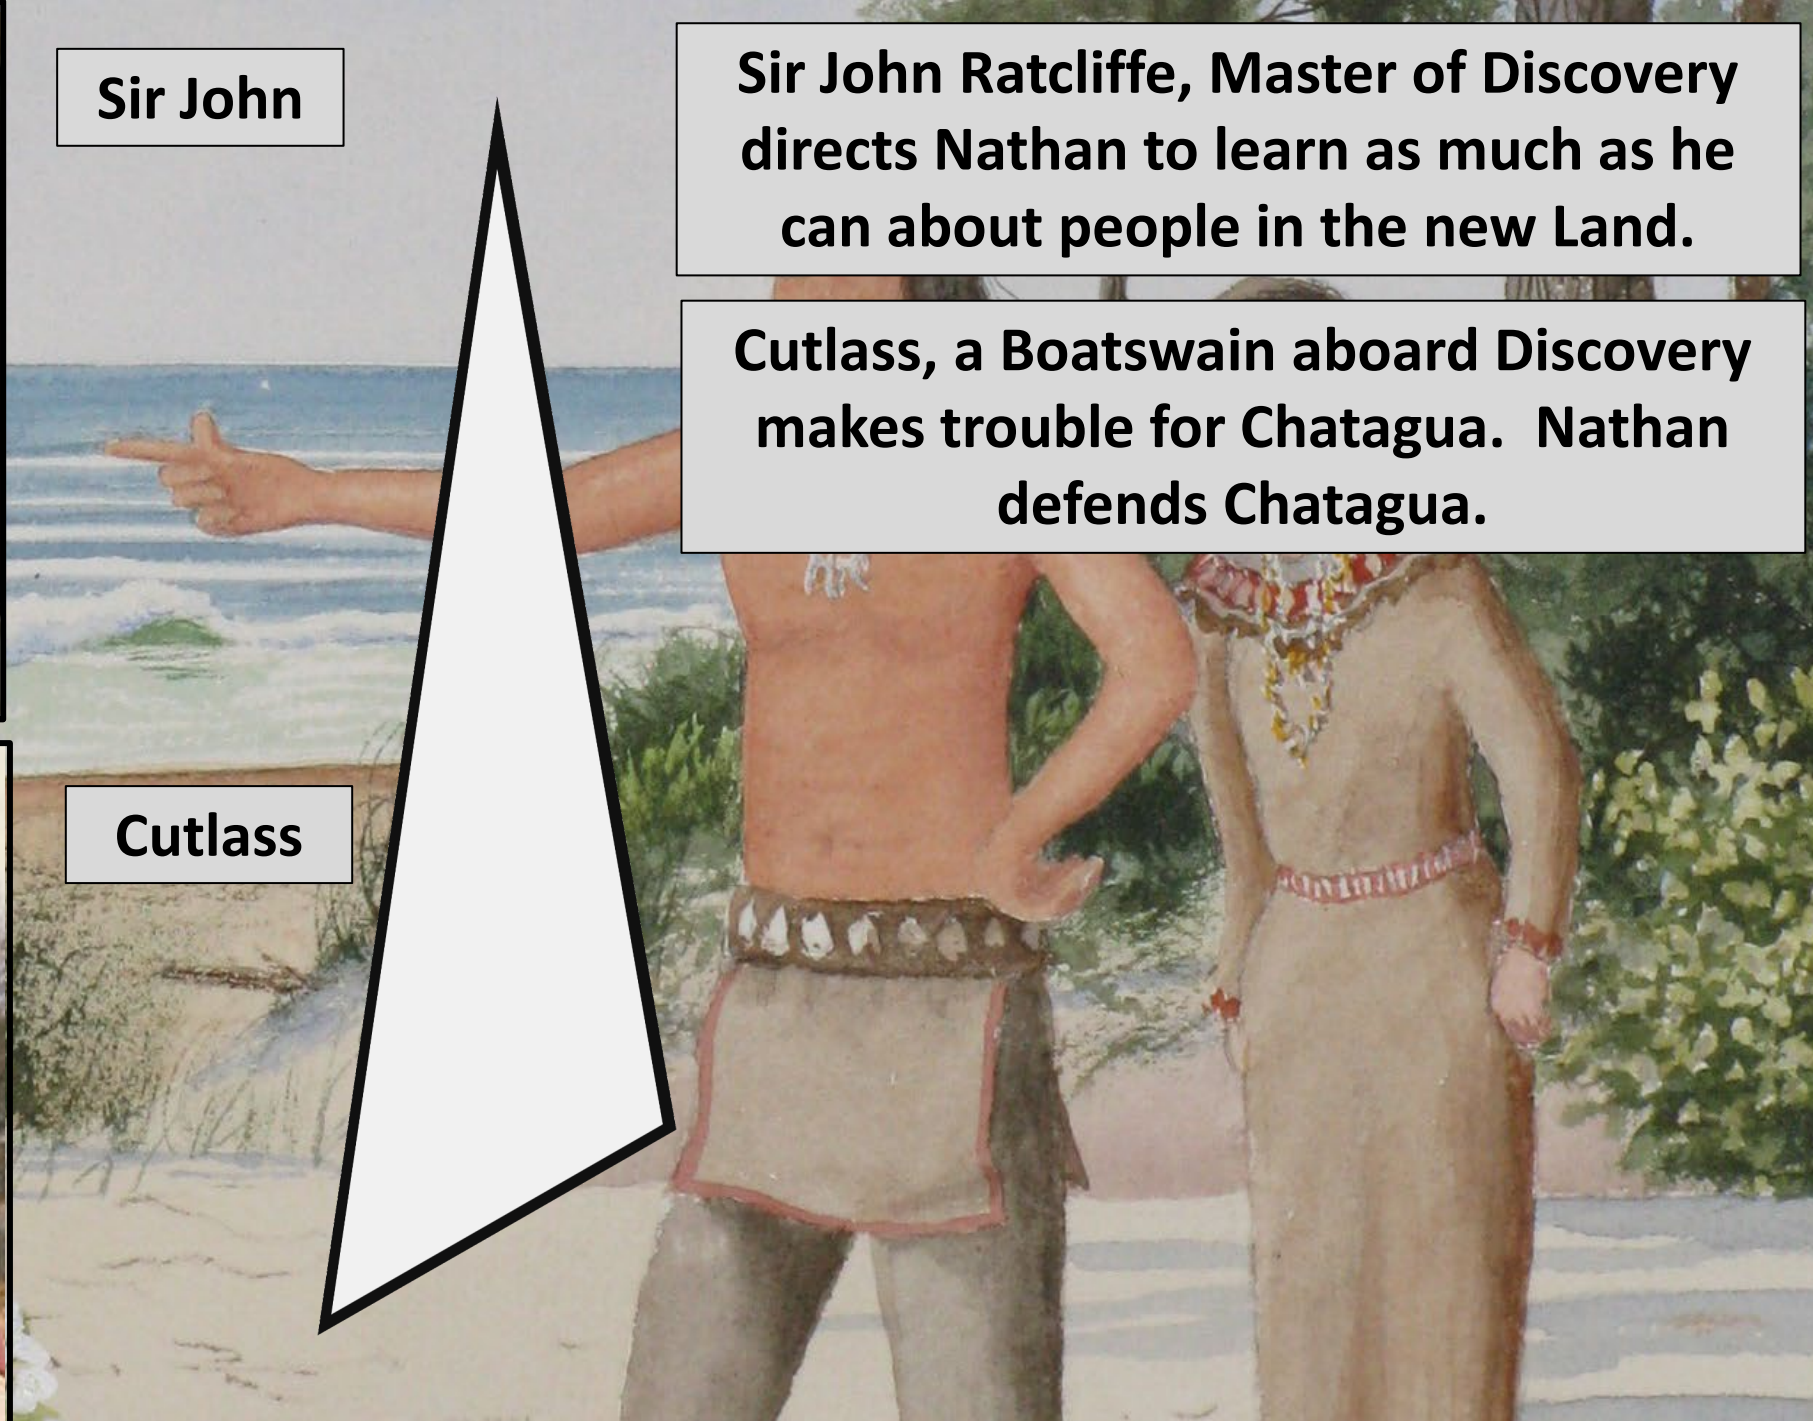 Sir John
Sir John Ratcliffe, Master of Discovery
directs Nathan to learn as much as he
can about people in the new Land.
Cutlass, a Boatswain aboard Discovery
makes trouble for Chatagua.  Nathan
defends Chatagua.
Cutlass